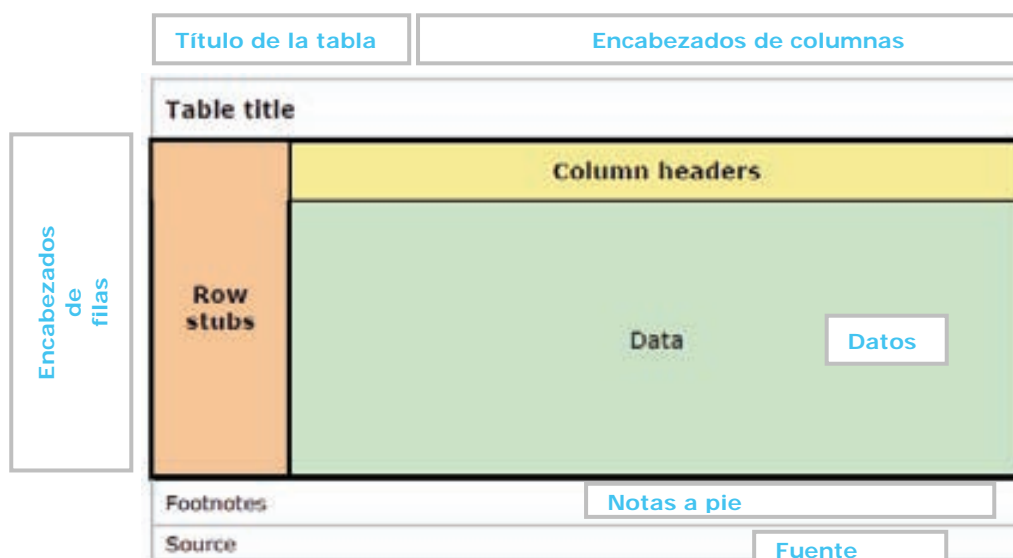 Título de la tabla
Encabezados de columnas
Table title
Column headers
Encabezados
de
filas
Row
stubs
Data
Datos
Footnotes
Notas a pie
Source
Fuente